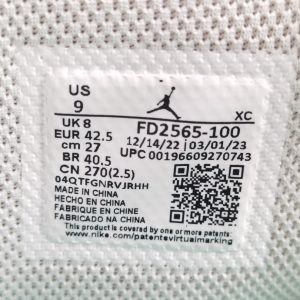 US
9
XC
UK 8
FD2565-100
EUR 42.5
12/14/22 03/01/23
cm 27
UPC 00196609270743
BR 40.5
CN 270(2.5)
04QTFGNRVJRHH
MADE IN CHINA
HECHO EN CHINA
FABRIQUÉ EN CHINE
FABRICADO NA CHINA
This product is covered by one or more patents. See
www.nike.com/patentsvirtualmarking